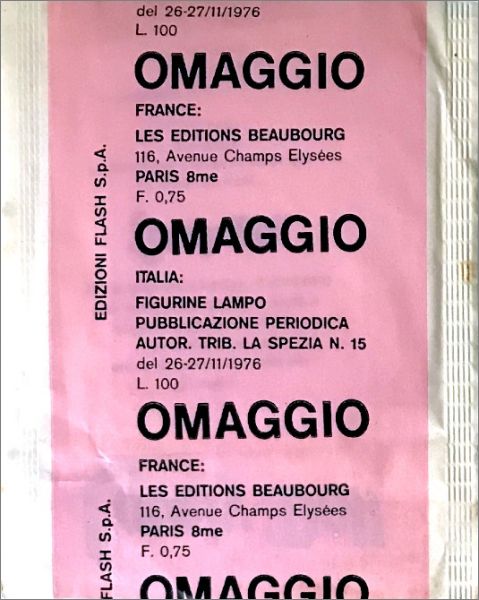 del 26-27/11/1976
L. 100
OMAGGIO
FRANCE:
LES EDITIONS BEAUBOURG
116, Avenue Champs Elysées
PARIS 8me
F. 0,75
OMAGGIO
ITALIA:
FIGURINE LAMPO
PUBBLICAZIONE PERIODICA
AUTOR. TRIB. LA SPEZIA N. 15
del 26-27/11/1976
L. 100
OMAGGIO
FRANCE:
LES EDITIONS BEAUBOURG
116, Avenue Champs Elysées
PARIS 8me
F. 0,75
OMAGGIO
EDIZIONI FLASH S.p.A.
FLASH S.p.A.